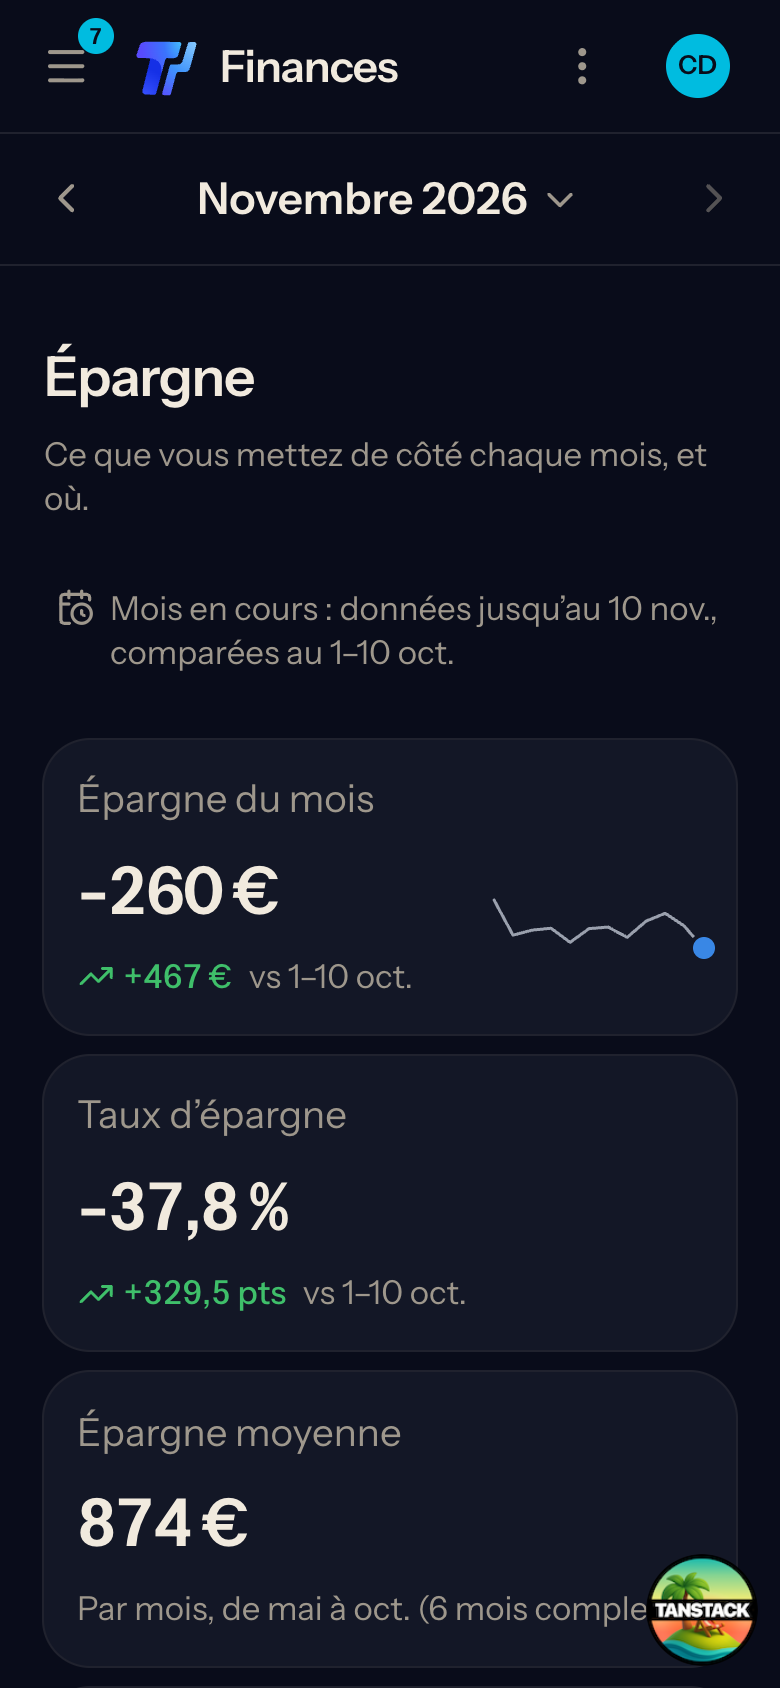 7
Finances
CD
Novembre 2026
Épargne
Ce que vous mettez de côté chaque mois, et
où.
Mois en cours : données jusqu’au 10 nov.,
comparées au 1–10 oct.
Épargne du mois
-260 €
+467 € vs 1–10 oct.
Taux d’épargne
-37,8 %
+329,5 pts vs 1–10 oct.
Épargne moyenne
874 €
Par mois, de mai à oct. (6 mois comple
TANSTACK